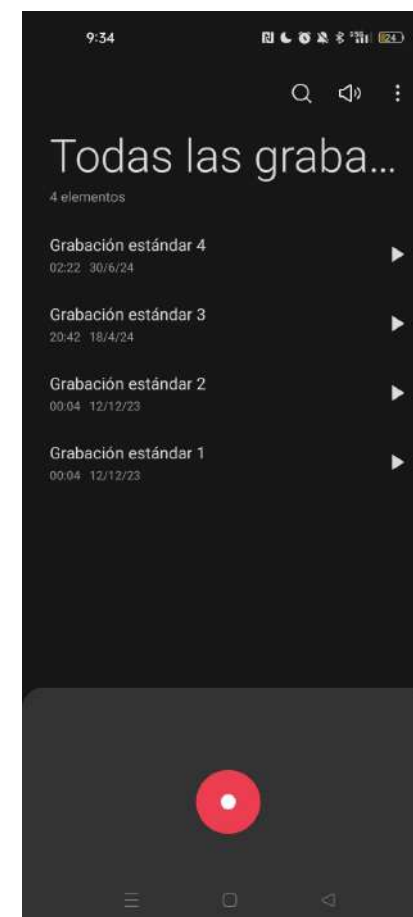 9:34
24
Todas las graba...
4 elementos
Grabación estándar 4
02:22 30/6/24
Grabación estándar 3
20:42 18/4/24
Grabación estándar 2
00:04 12/12/23
Grabación estándar 1
00:04 12/12/23